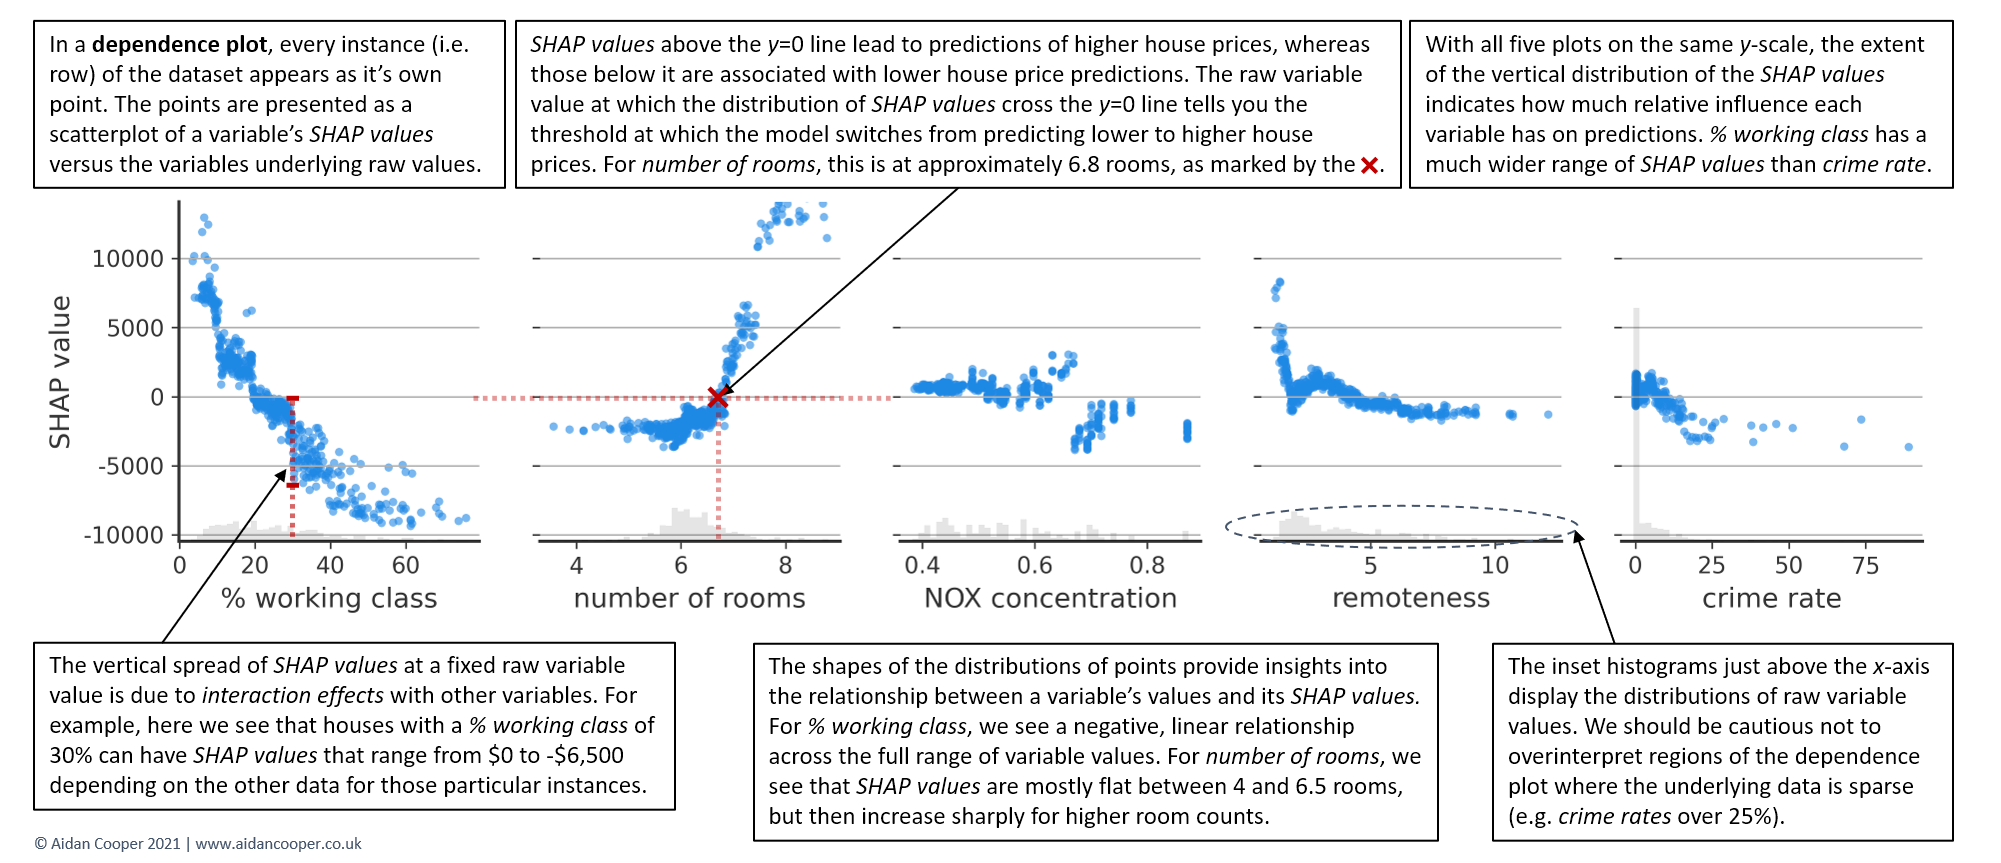 In a dependence plot, every instance (i.e.
row) of the dataset appears as it’s own
point. The points are presented as a
scatterplot of a variable’s SHAP values
versus the variables underlying raw values.
SHAP values above the y=0 line lead to predictions of higher house prices, whereas
those below it are associated with lower house price predictions. The raw variable
value at which the distribution of SHAP values cross the y=0 line tells you the
threshold at which the model switches from predicting lower to higher house
prices. For number of rooms, this is at approximately 6.8 rooms, as marked by the ×.
With all five plots on the same y-scale, the extent
of the vertical distribution of the SHAP values
indicates how much relative influence each
variable has on predictions. % working class has a
much wider range of SHAP values than crime rate.
SHAP value
10000
5000
0
-5000
-10000
0 20 40 60
% working class
4 6 8
number of rooms
0.4 0.6 0.8
NOX concentration
5 10
remoteness
0 25 50 75
crime rate
The vertical spread of SHAP values at a fixed raw variable
value is due to interaction effects with other variables. For
example, here we see that houses with a % working class of
30% can have SHAP values that range from $0 to -$6,500
depending on the other data for those particular instances.
The shapes of the distributions of points provide insights into
the relationship between a variable’s values and its SHAP values.
For % working class, we see a negative, linear relationship
across the full range of variable values. For number of rooms, we
see that SHAP values are mostly flat between 4 and 6.5 rooms,
but then increase sharply for higher room counts.
The inset histograms just above the x-axis
display the distributions of raw variable
values. We should be cautious not to
overinterpret regions of the dependence
plot where the underlying data is sparse
(e.g. crime rates over 25%).
© Aidan Cooper 2021 | www.aidancooper.co.uk